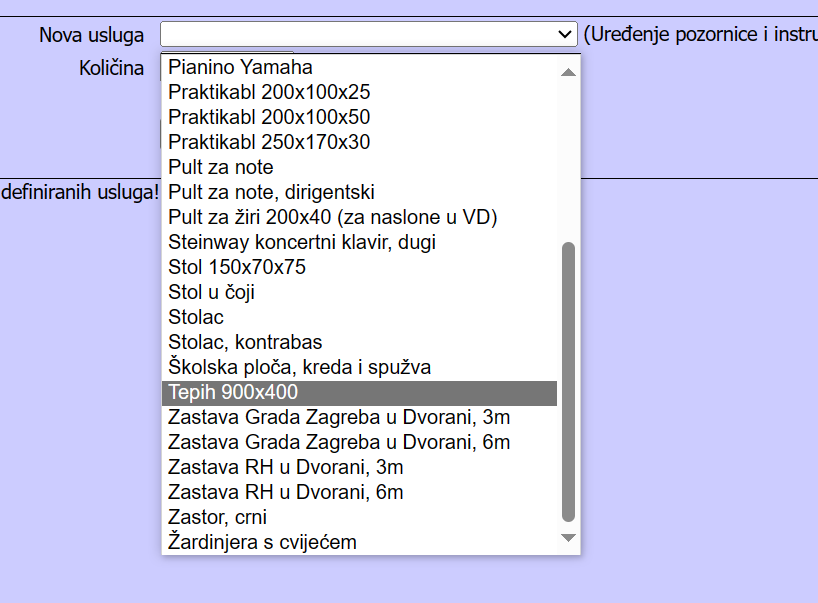 Nova usluga (Uređenje pozornice i instru
Količina
Pianino Yamaha
Praktikabl 200x100x25
Praktikabl 200x100x50
Praktikabl 250x170x30
Pult za note
definiranih usluga!
Pult za note, dirigentski
Pult za žiri 200x40 (za naslone u VD)
Steinway koncertni klavir, dugi
Stol 150x70x75
Stol u čoji
Stolac
Stolac, kontrabas
Školska ploča, kreda i spužva
Tepih 900x400
Zastava Grada Zagreba u Dvorani, 3m
Zastava Grada Zagreba u Dvorani, 6m
Zastava RH u Dvorani, 3m
Zastava RH u Dvorani, 6m
Zastor, crni
Žardinjera s cvijećem